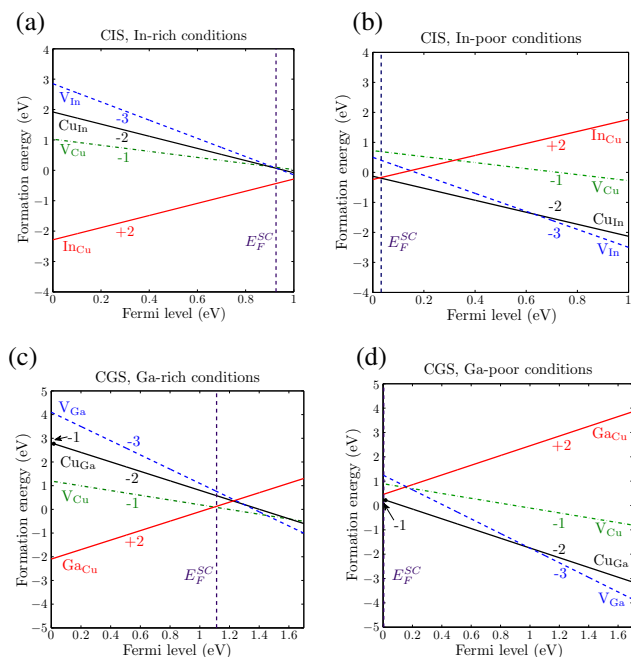 (a)
CIS, In-rich conditions
Formation energy (eV)
4
3
2
1
0
−1
−2
−3
−4
V_In
-3
Cu_In
-2
V_Cu
-1
In_Cu
+2
E_F^SC
0 0.2 0.4 0.6 0.8 1
Fermi level (eV)
(b)
CIS, In-poor conditions
Formation energy (eV)
4
3
2
1
0
−1
−2
−3
−4
In_Cu
+2
-1
V_Cu
-2
Cu_In
-3
V_In
E_F^SC
0 0.2 0.4 0.6 0.8 1
Fermi level (eV)
(c)
CGS, Ga-rich conditions
Formation energy (eV)
5
4
3
2
1
0
−1
−2
−3
−4
−5
V_Ga
-1
-3
Cu_Ga
-2
V_Cu
-1
Ga_Cu
+2
E_F^SC
0 0.2 0.4 0.6 0.8 1 1.2 1.4 1.6
Fermi level (eV)
(d)
CGS, Ga-poor conditions
Formation energy (eV)
5
4
3
2
1
0
−1
−2
−3
−4
−5
Ga_Cu
+2
-1
-1
V_Cu
-2
Cu_Ga
-3
V_Ga
E_F^SC
0 0.2 0.4 0.6 0.8 1 1.2 1.4 1.6
Fermi level (eV)